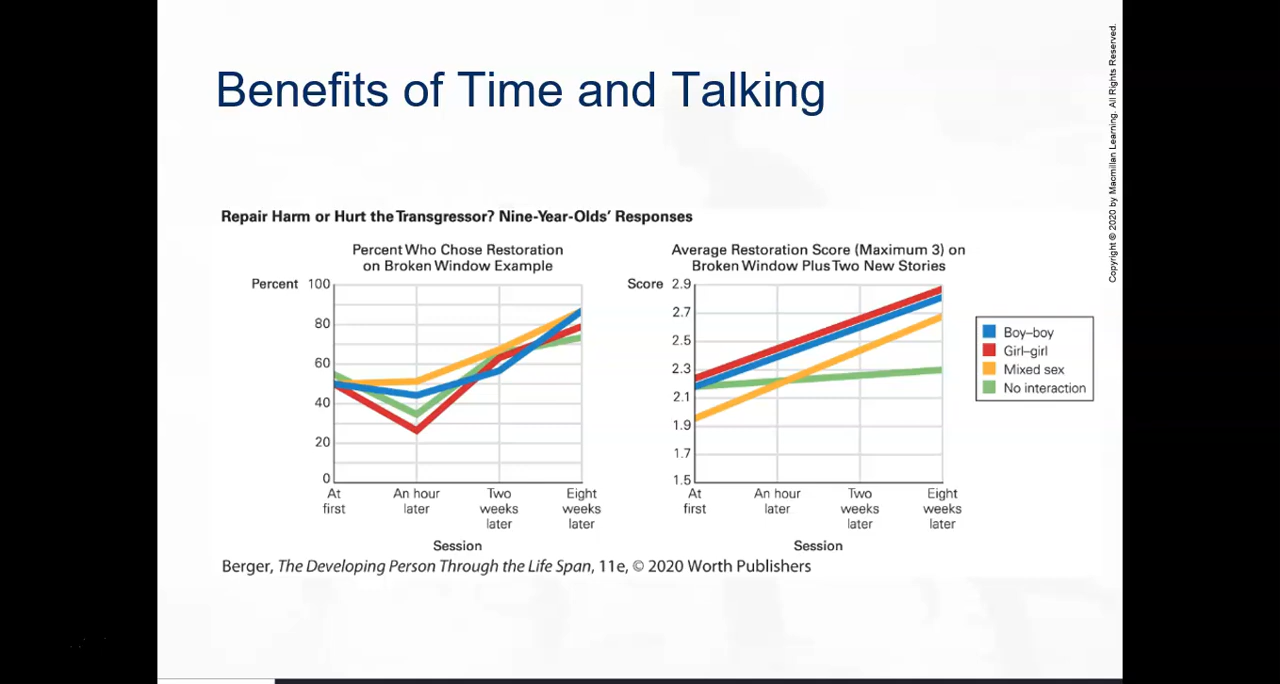 Benefits of Time and Talking
Copyright © 2020 by Macmillan Learning. All Rights Reserved.
Repair Harm or Hurt the Transgressor? Nine-Year-Olds' Responses
Percent Who Chose Restoration
on Broken Window Example
Percent
100
80
60
40
20
0
At
first
An hour
later
Two
weeks
later
Eight
weeks
later
Session
Average Restoration Score (Maximum 3) on
Broken Window Plus Two New Stories
Score
2.9
2.7
2.5
2.3
2.1
1.9
1.7
1.5
At
first
An hour
later
Two
weeks
later
Eight
weeks
later
Session
Boy–boy
Girl–girl
Mixed sex
No interaction
Berger, The Developing Person Through the Life Span, 11e, © 2020 Worth Publishers